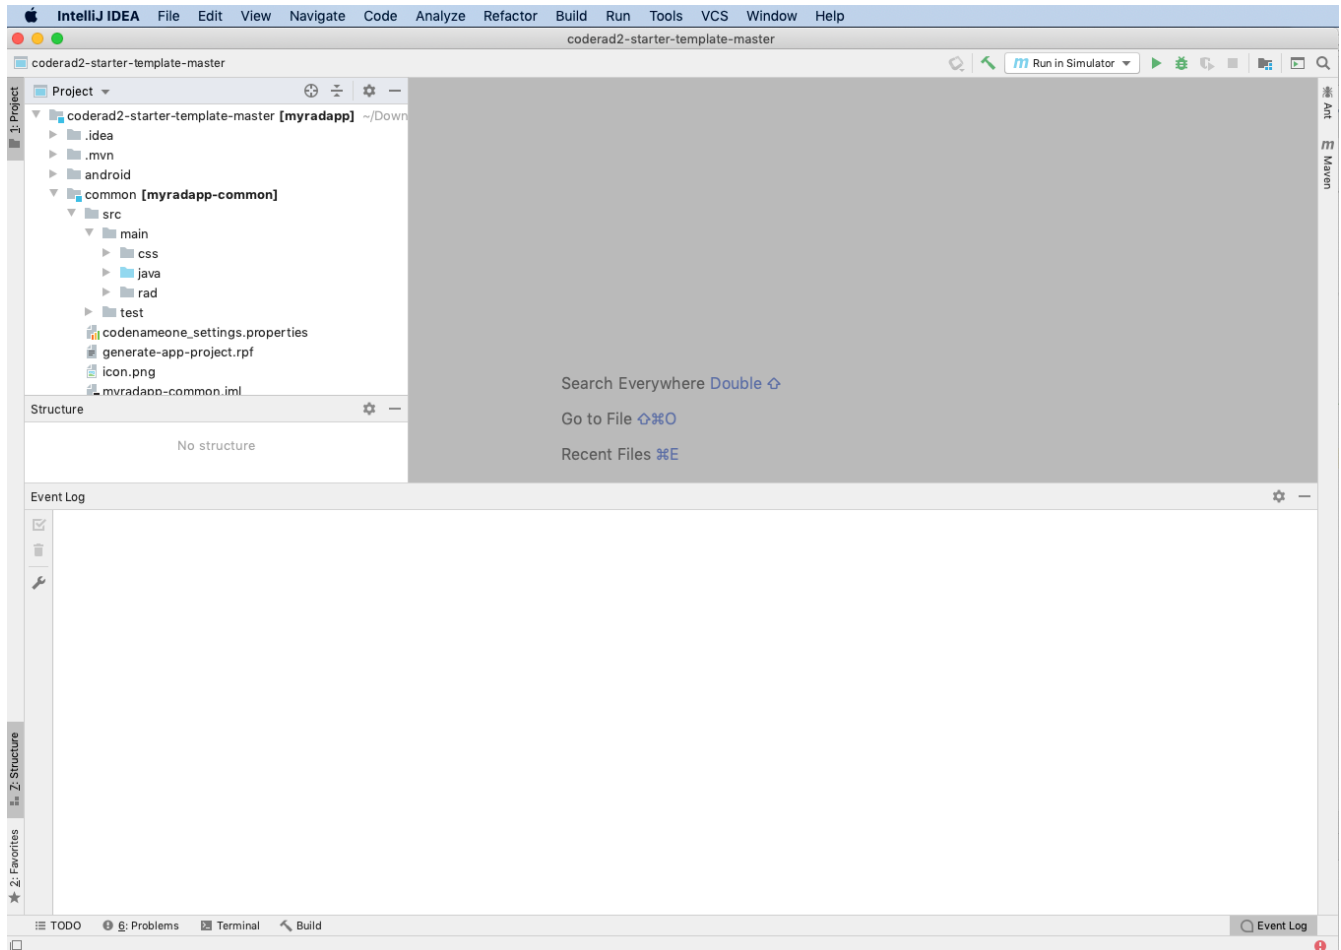 IntelliJ IDEA File Edit View Navigate Code Analyze Refactor Build Run Tools VCS Window Help
coderad2-starter-template-master
coderad2-starter-template-master
m Run in Simulator
1: Project
Project
coderad2-starter-template-master [myradapp] ~/Down
.idea
.mvn
android
common [myradapp-common]
src
main
css
java
rad
test
codenameone_settings.properties
generate-app-project.rpf
icon.png
myradapp-common.iml
Structure
No structure
Search Everywhere Double ⇧
Go to File ⇧⌘O
Recent Files ⌘E
Ant
m Maven
Event Log
7: Structure
2: Favorites
TODO 6: Problems Terminal Build Event Log